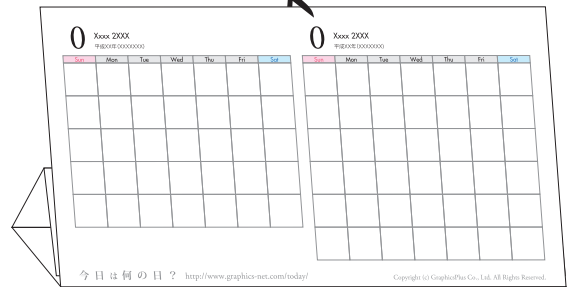 0 Xxxx 2XXX
平成XX年(XXXXXXX)
Sun Mon Tue Wed Thu Fri Sat
0 Xxxx 2XXX
平成XX年(XXXXXXX)
Sun Mon Tue Wed Thu Fri Sat
今日は何の日？ http://www.graphics-net.com/today/
Copyright (c) GraphicsPlus Co., Ltd. All Rights Reserved.